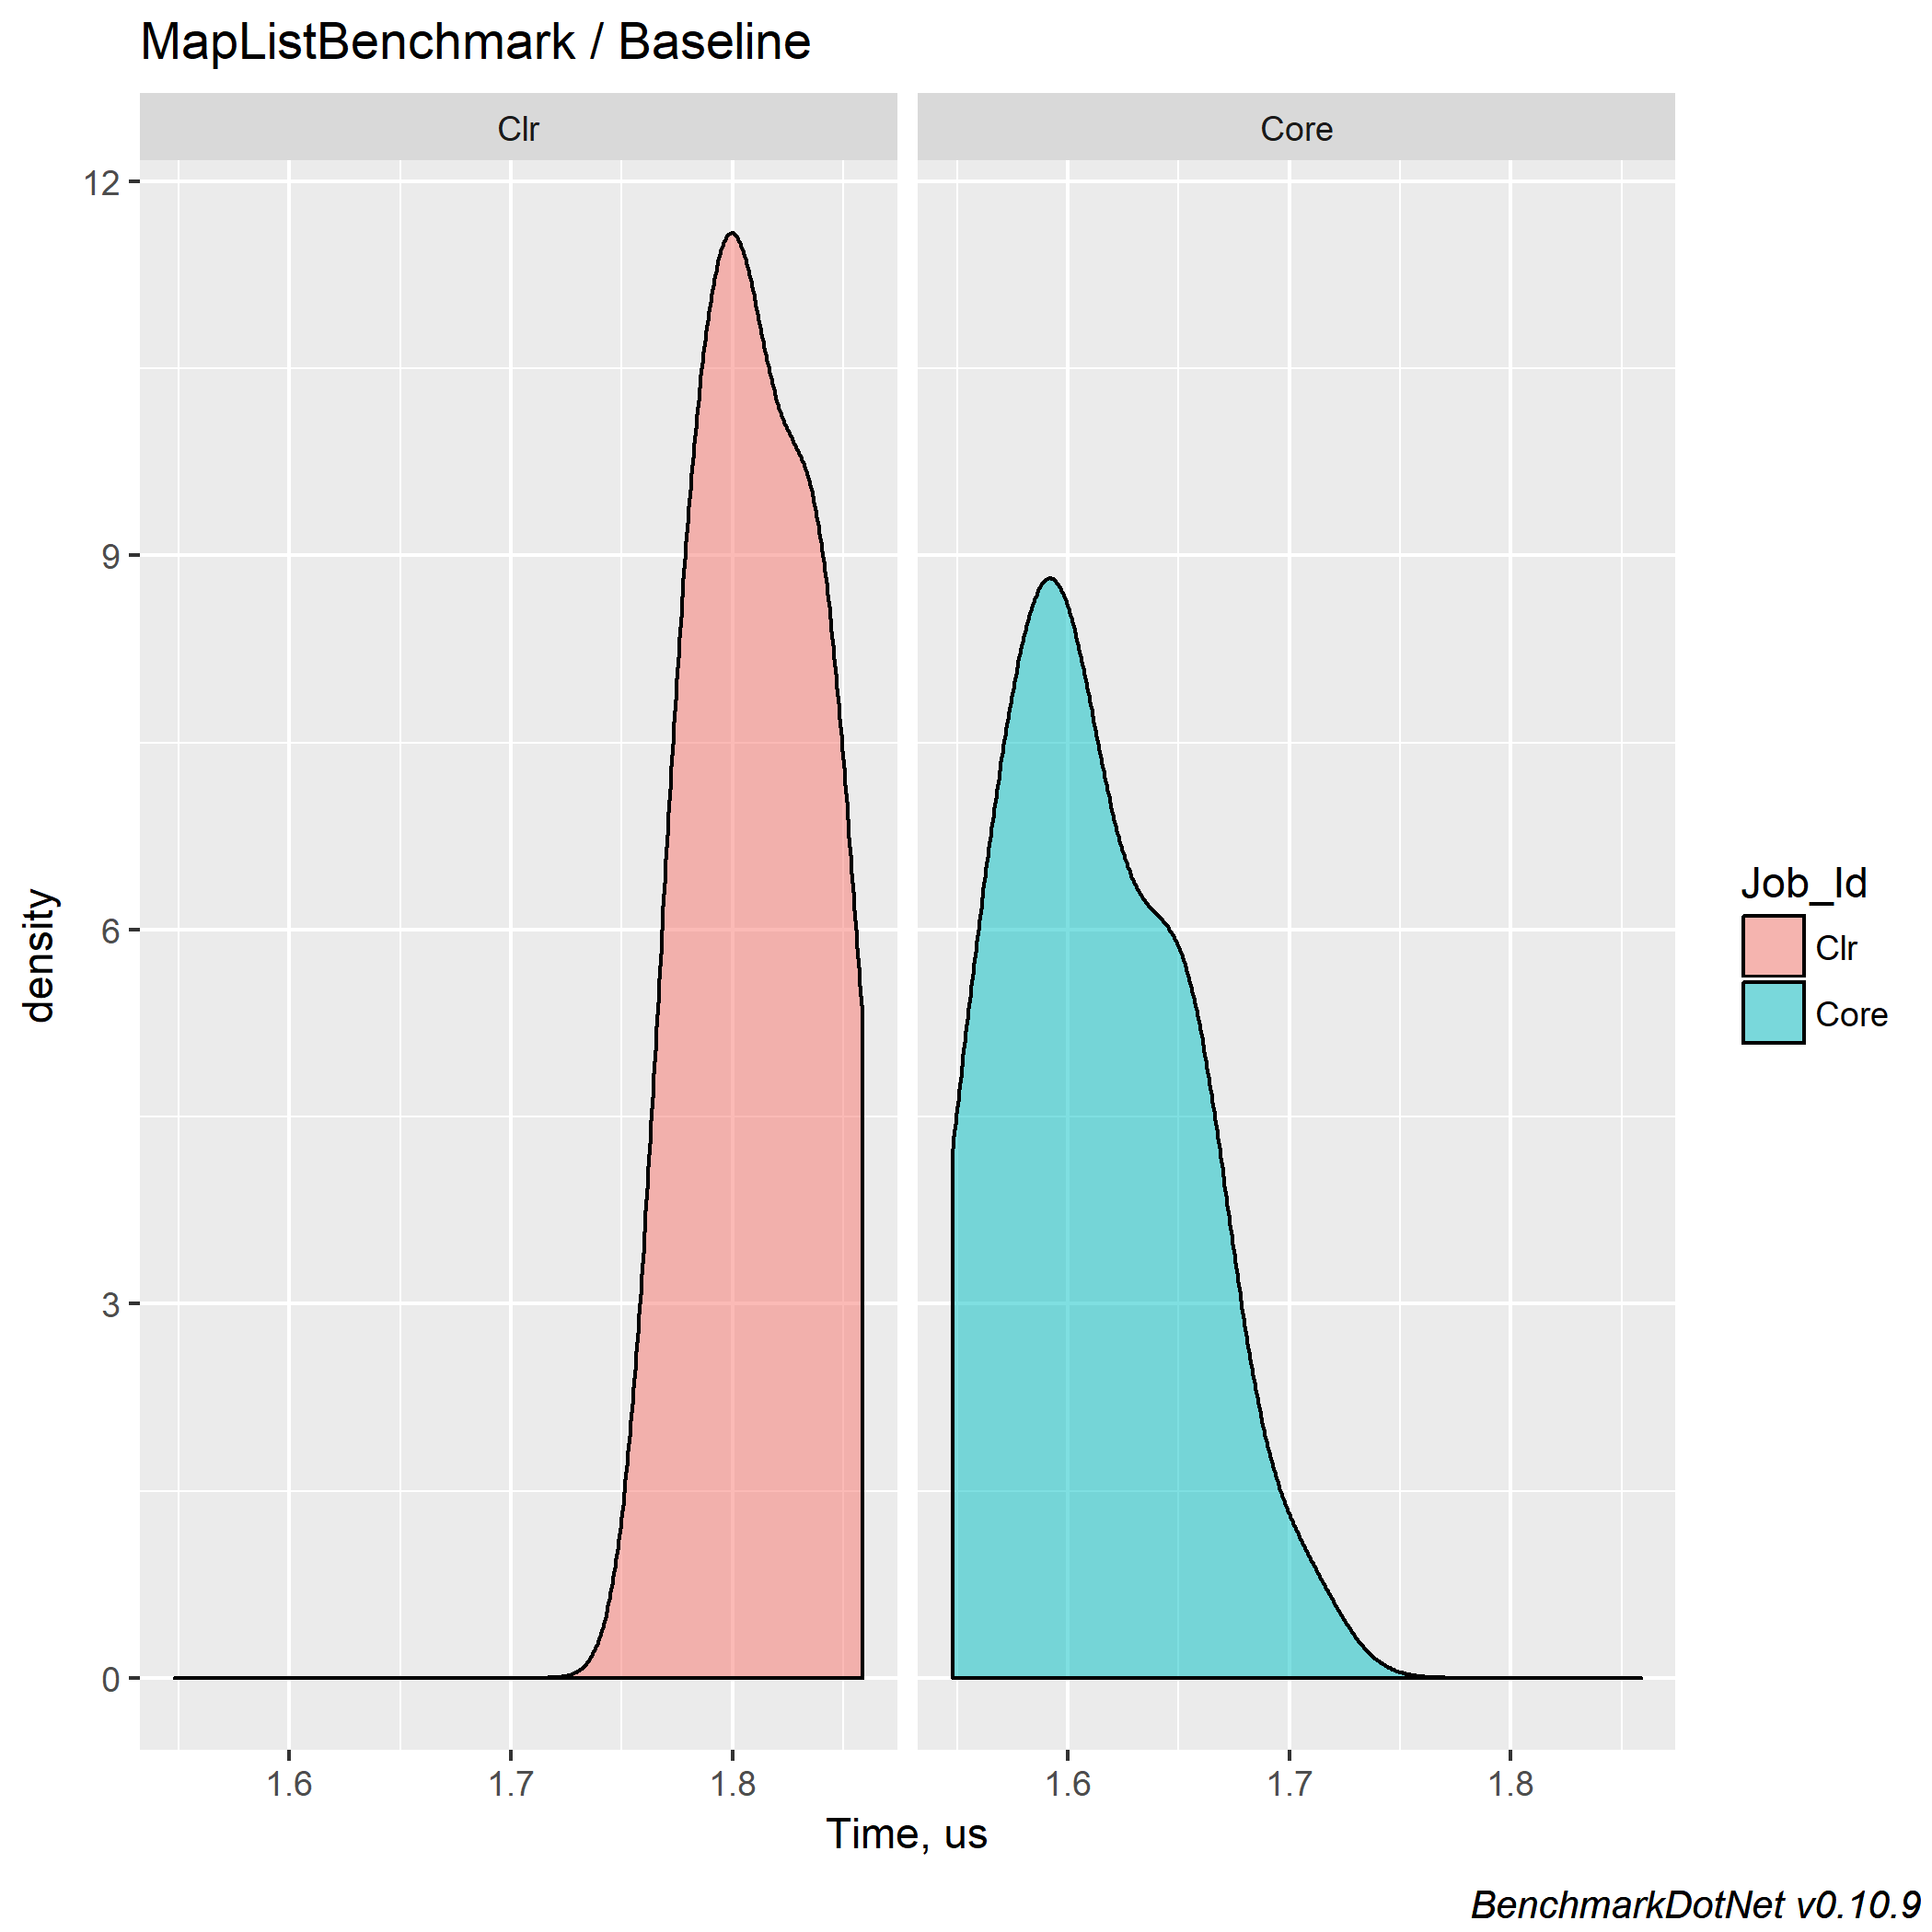 MapListBenchmark / Baseline
Clr
Core
12
9
6
3
0
density
1.6
1.7
1.8
1.6
1.7
1.8
Time, us
Job_Id
Clr
Core
BenchmarkDotNet v0.10.9